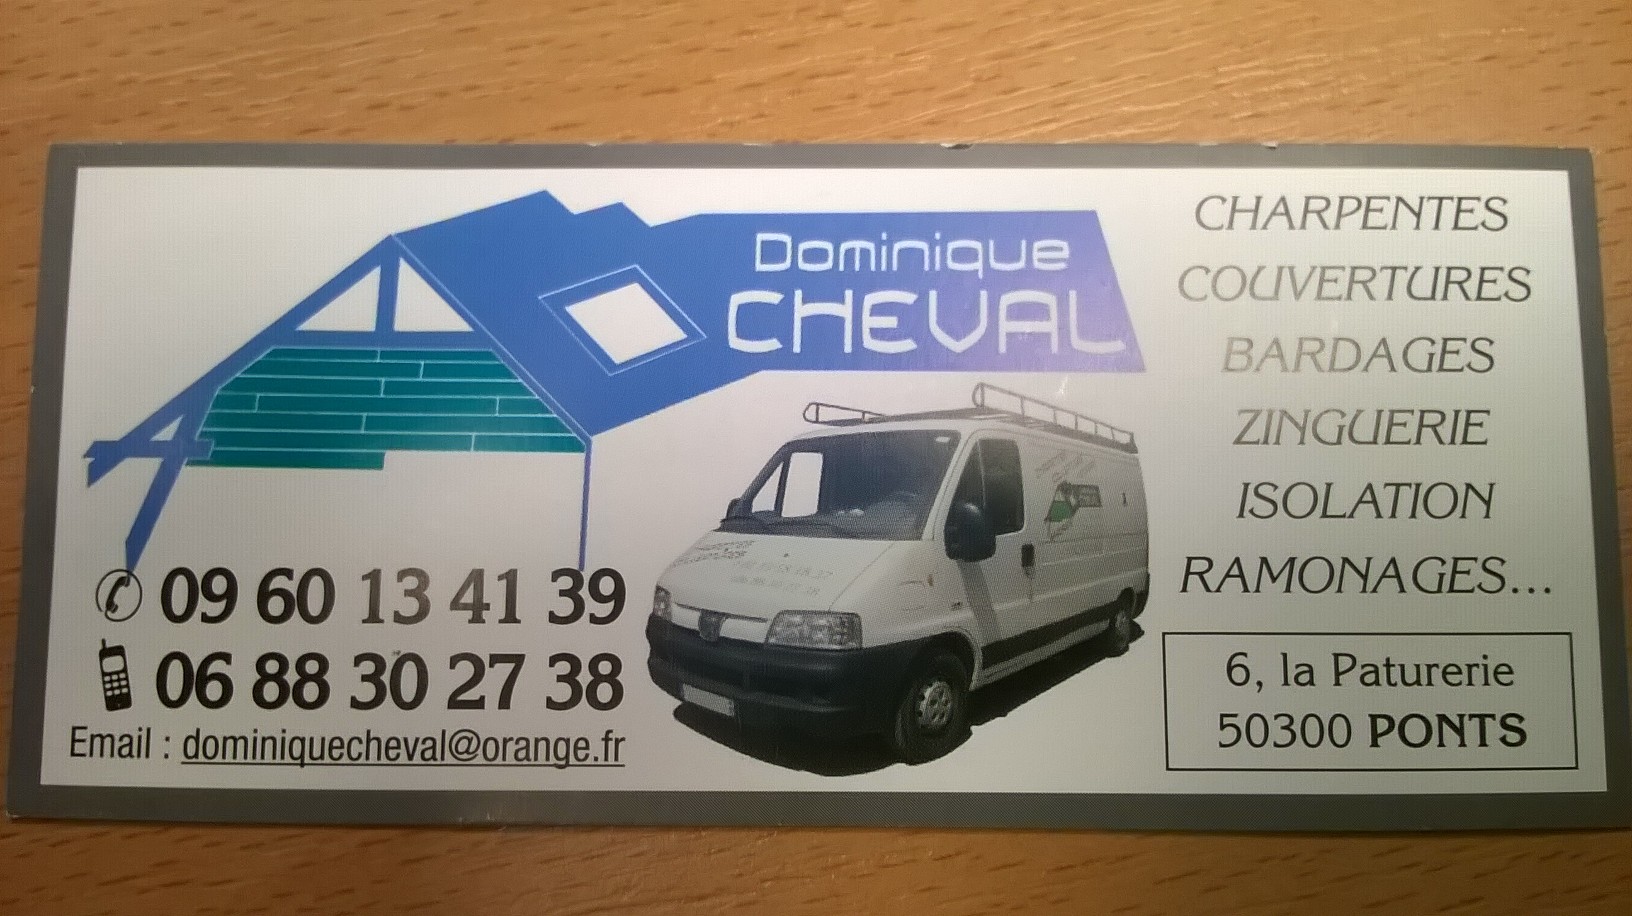 Dominique
CHEVAL
CHARPENTES
COUVERTURES
BARDAGES
ZINGUERIE
ISOLATION
RAMONAGES...
09 60 13 41 39
06 88 30 27 38
Email : dominiquecheval@orange.fr
6, la Paturerie
50300 PONTS